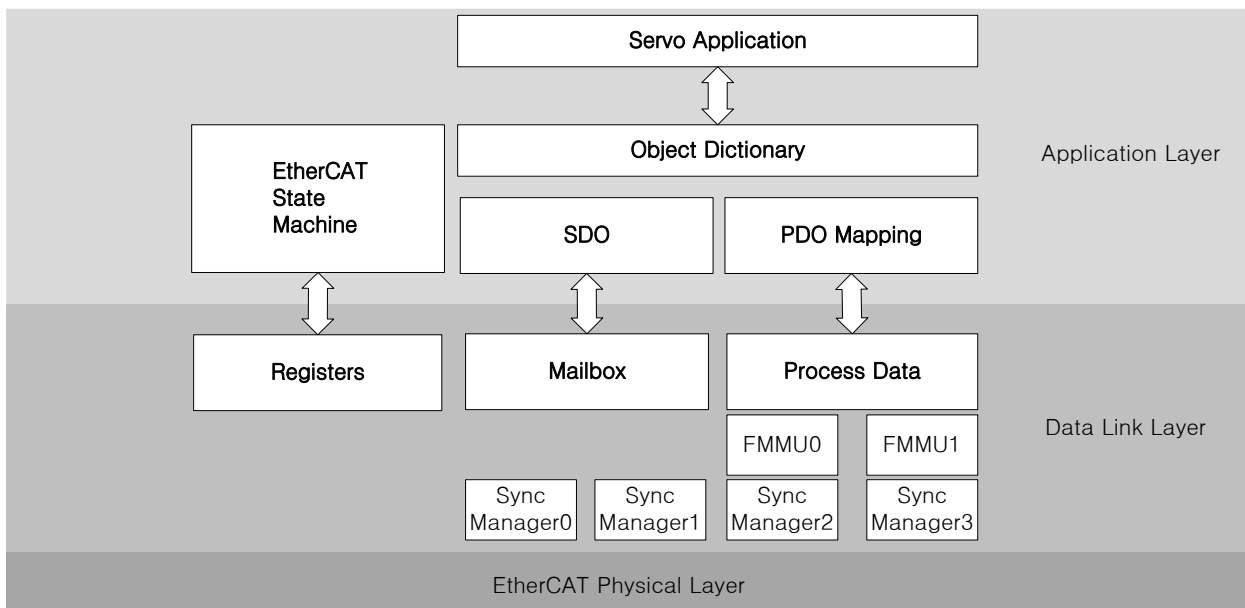 Servo Application
Object Dictionary
Application Layer
EtherCAT
State
Machine
SDO
PDO Mapping
Registers
Mailbox
Process Data
Data Link Layer
FMMU0
FMMU1
Sync
Manager0
Sync
Manager1
Sync
Manager2
Sync
Manager3
EtherCAT Physical Layer